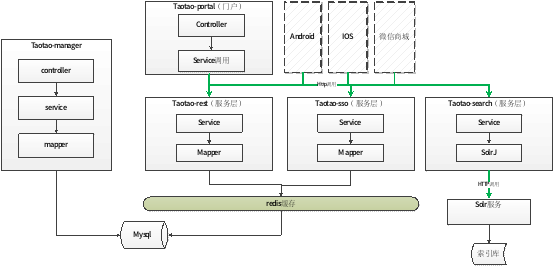 Taotao-portal（门户）
Controller
Service调用
Android
IOS
微信商城
Taotao-manager
controller
service
mapper
Http调用
Taotao-rest（服务层）
Service
Mapper
Taotao-sso（服务层）
Service
Mapper
Taotao-search（服务层）
Service
SolrJ
HTTP调用
redis缓存
Solr服务
Mysql
索引库